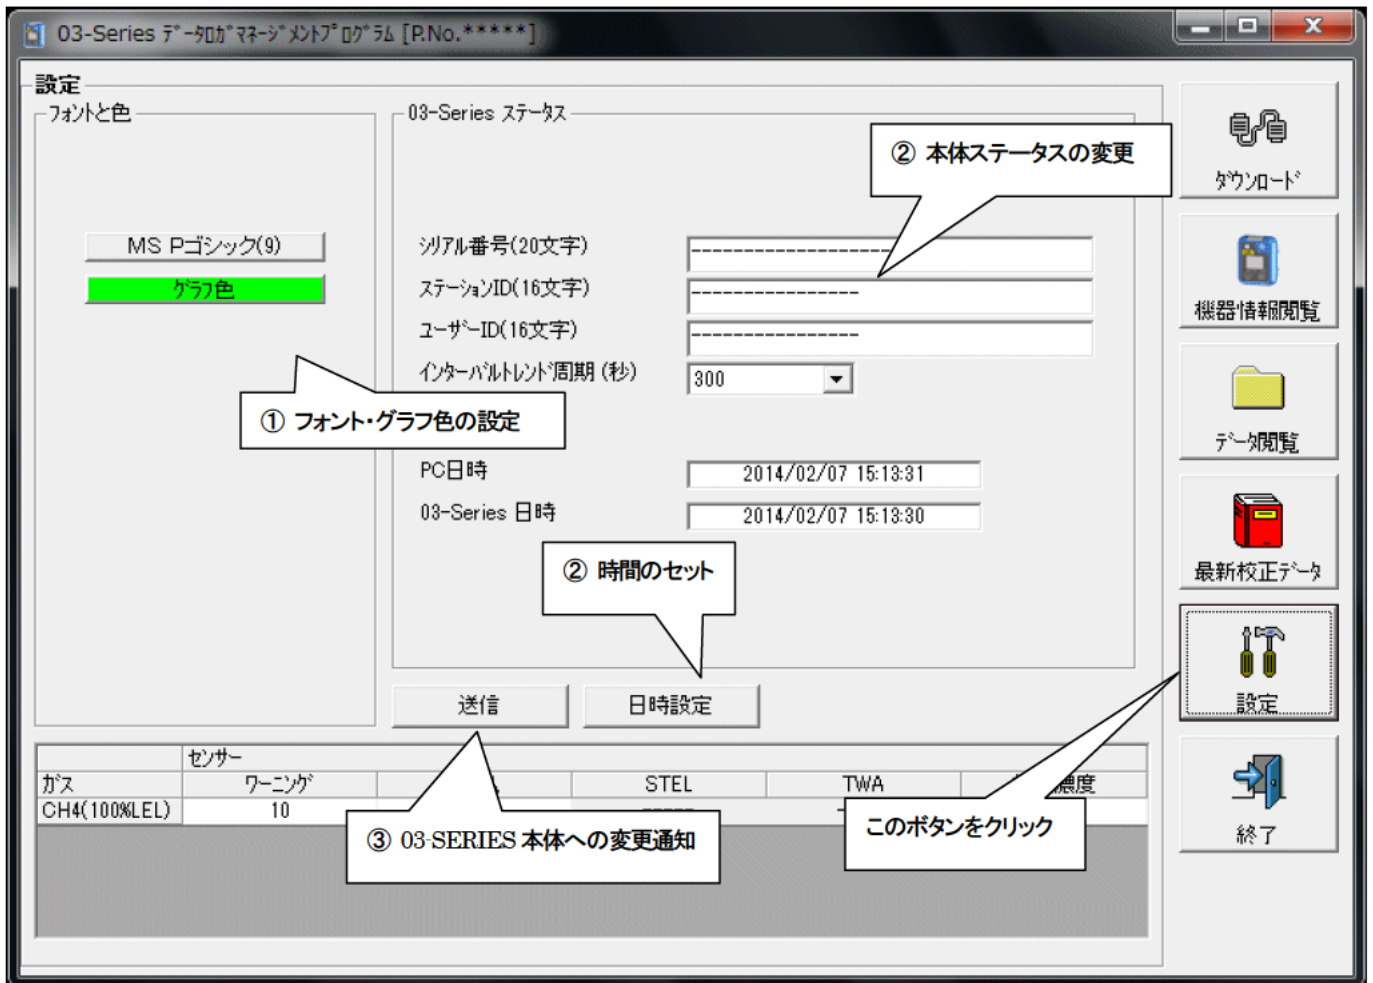 03-Series ﾃﾞｰﾀﾛｶﾞﾏﾈｰｼﾞﾒﾝﾄﾌﾟﾛｸﾞﾗﾑ [P.No.*****]
設定
ﾌｫﾝﾄと色
03-Series ｽﾃｰﾀｽ
② 本体ステータスの変更
ﾀﾞｳﾝﾛｰﾄﾞ
MS Pゴシック(9)
ｸﾞﾗﾌ色
ｼﾘｱﾙ番号(20文字)
--------------------
ｽﾃｰｼｮﾝID(16文字)
----------------
ﾕｰｻﾞｰID(16文字)
----------------
ｲﾝﾀｰﾊﾞﾙﾄﾚﾝﾄﾞ周期 (秒)
300
機器情報閲覧
① フォント・グラフ色の設定
ﾃﾞｰﾀ閲覧
PC日時
2014/02/07 15:13:31
03-Series 日時
2014/02/07 15:13:30
② 時間のセット
最新校正ﾃﾞｰﾀ
送信
日時設定
設定
ｾﾝｻｰ
ｶﾞｽ
ﾜｰﾆﾝｸﾞ
STEL
TWA
濃度
CH4(100%LEL)
10
③ 03-SERIES 本体への変更通知
このボタンをクリック
終了